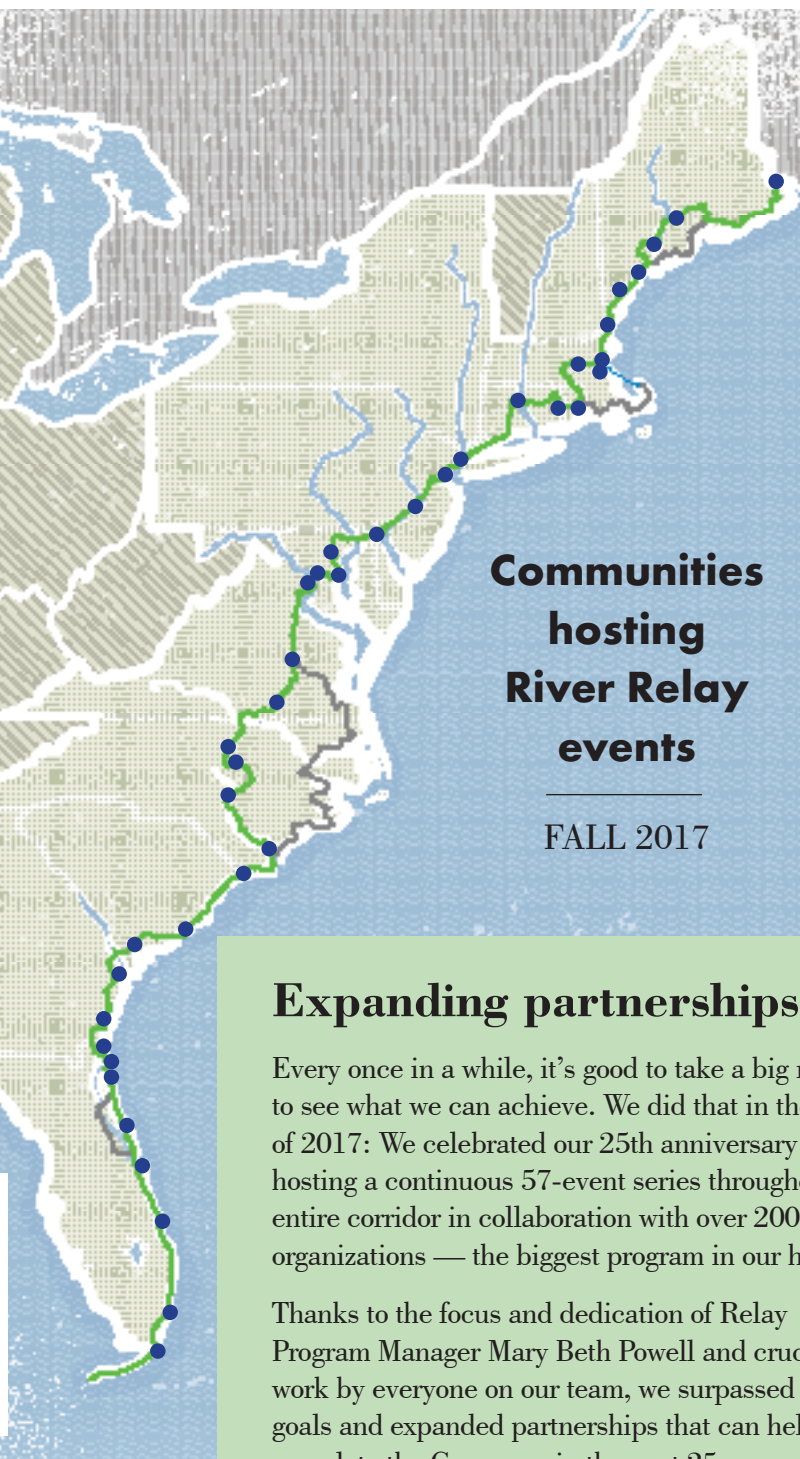 Communities
hosting
River Relay
events
FALL 2017
Expanding partnerships
Every once in a while, it’s good to take a big
to see what we can achieve. We did that in
of 2017: We celebrated our 25th anniversary
hosting a continuous 57-event series
entire corridor in collaboration with over 200
organizations — the biggest program in our
Thanks to the focus and dedication of Relay
Program Manager Mary Beth Powell and
work by everyone on our team, we surpassed
goals and expanded partnerships that can